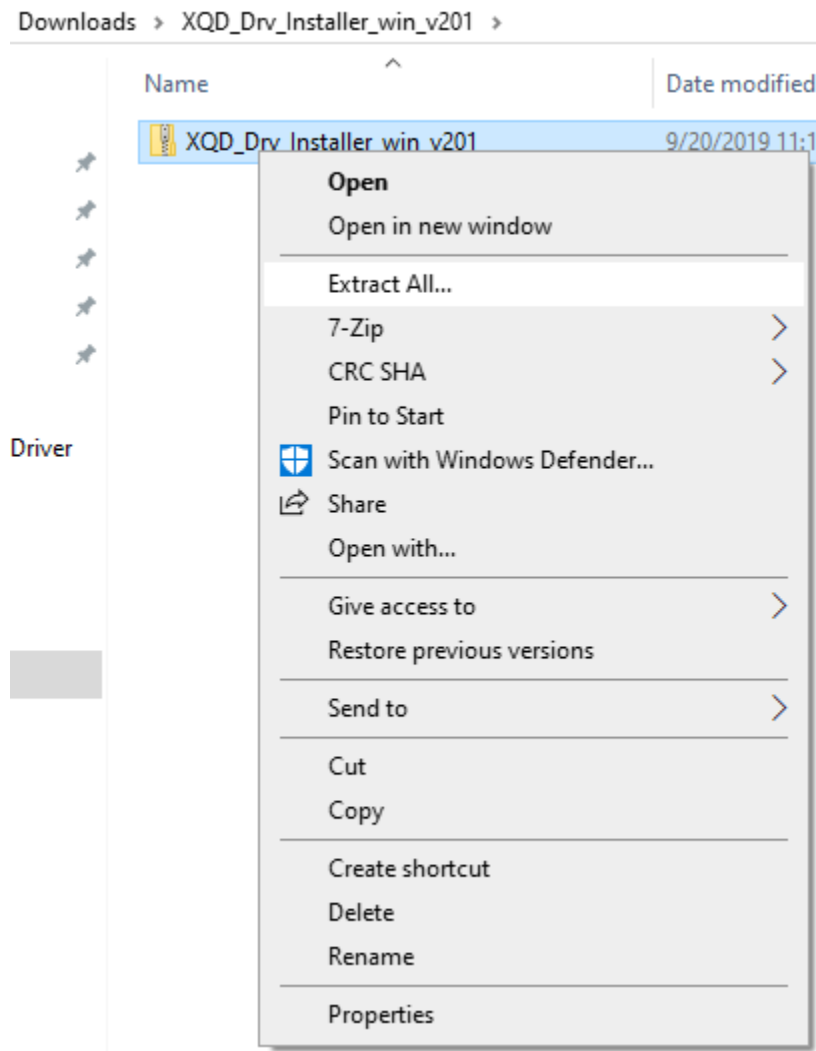 Downloads > XQD_Drv_Installer_win_v201 >
Name
Date modified
XQD_Drv_Installer_win_v201 9/20/2019 11:1
Open
Open in new window
Extract All...
7-Zip
CRC SHA
Pin to Start
Driver
Scan with Windows Defender...
Share
Open with...
Give access to
Restore previous versions
Send to
Cut
Copy
Create shortcut
Delete
Rename
Properties